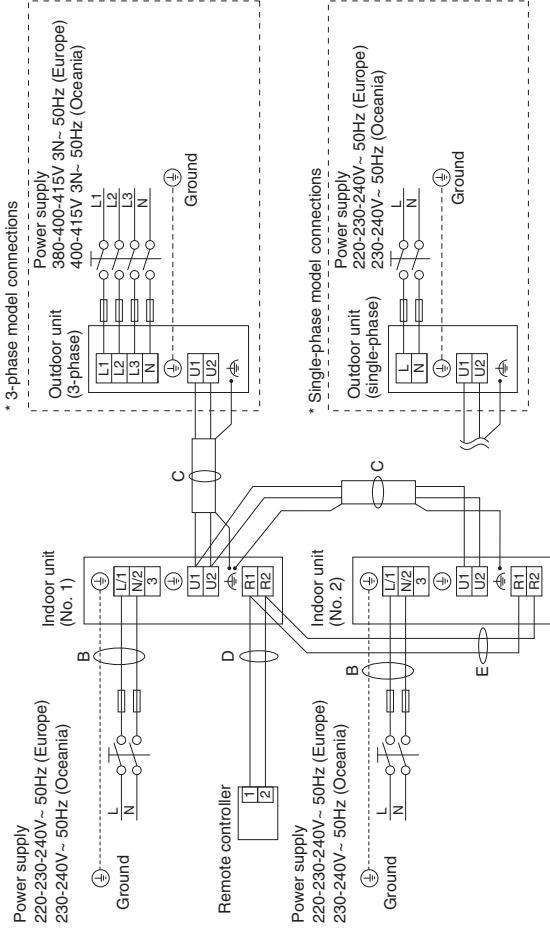 Power supply
220-230-240V~ 50Hz (Europe)
230-240V~ 50Hz (Oceania)
L
N
Ground
B
Indoor unit
(No. 1)
L/1
N/2
3
U1
U2
R1
R2
Remote controller
1
2
D
C
* 3-phase model connections
Outdoor unit
(3-phase)
L1
L2
L3
N
U1
U2
Power supply
380-400-415V 3N~ 50Hz (Europe)
400-415V 3N~ 50Hz (Oceania)
L1
L2
L3
N
Ground
Power supply
220-230-240V~ 50Hz (Europe)
230-240V~ 50Hz (Oceania)
L
N
Ground
B
Indoor unit
(No. 2)
L/1
N/2
3
U1
U2
R1
R2
E
C
* Single-phase model connections
Outdoor unit
(single-phase)
L
N
U1
U2
Power supply
220-230-240V~ 50Hz (Europe)
230-240V~ 50Hz (Oceania)
L
N
Ground